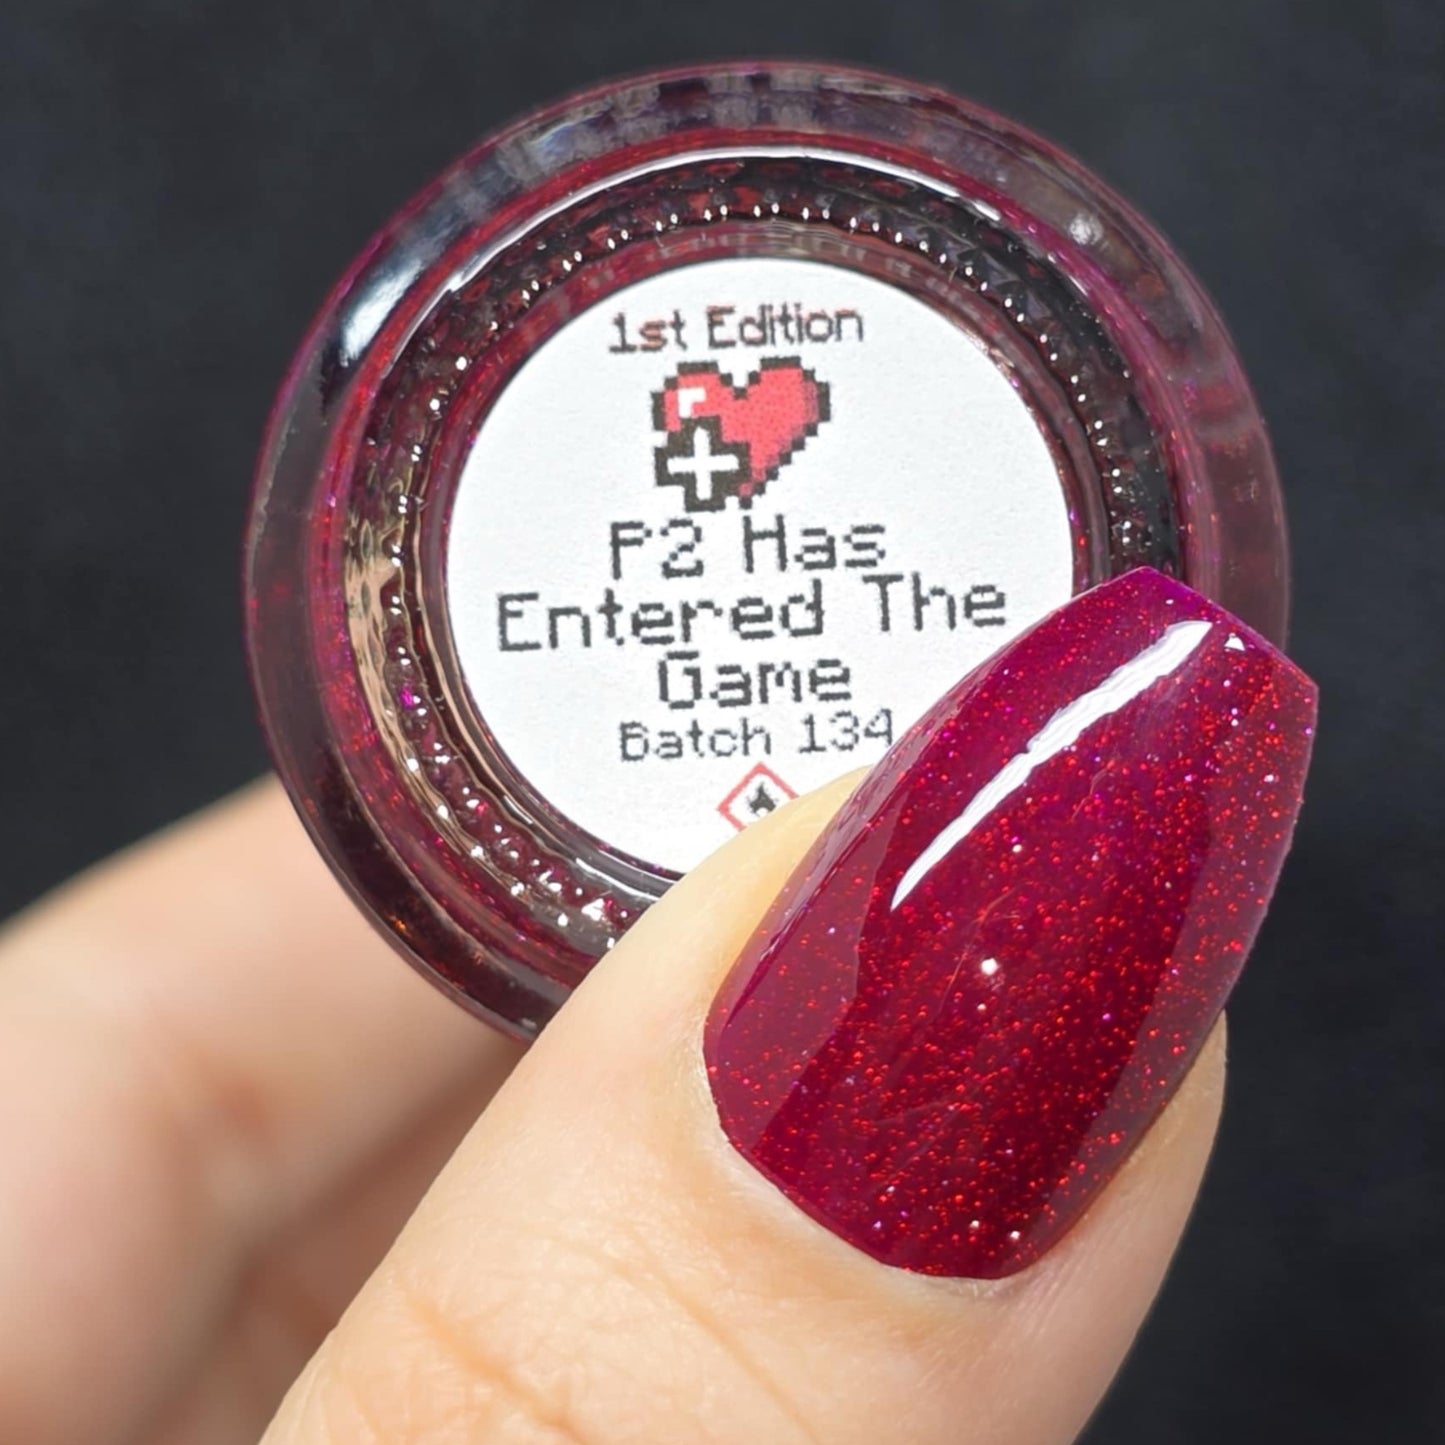 1st Edition
P2 Has
Entered The
Game
Batch 134